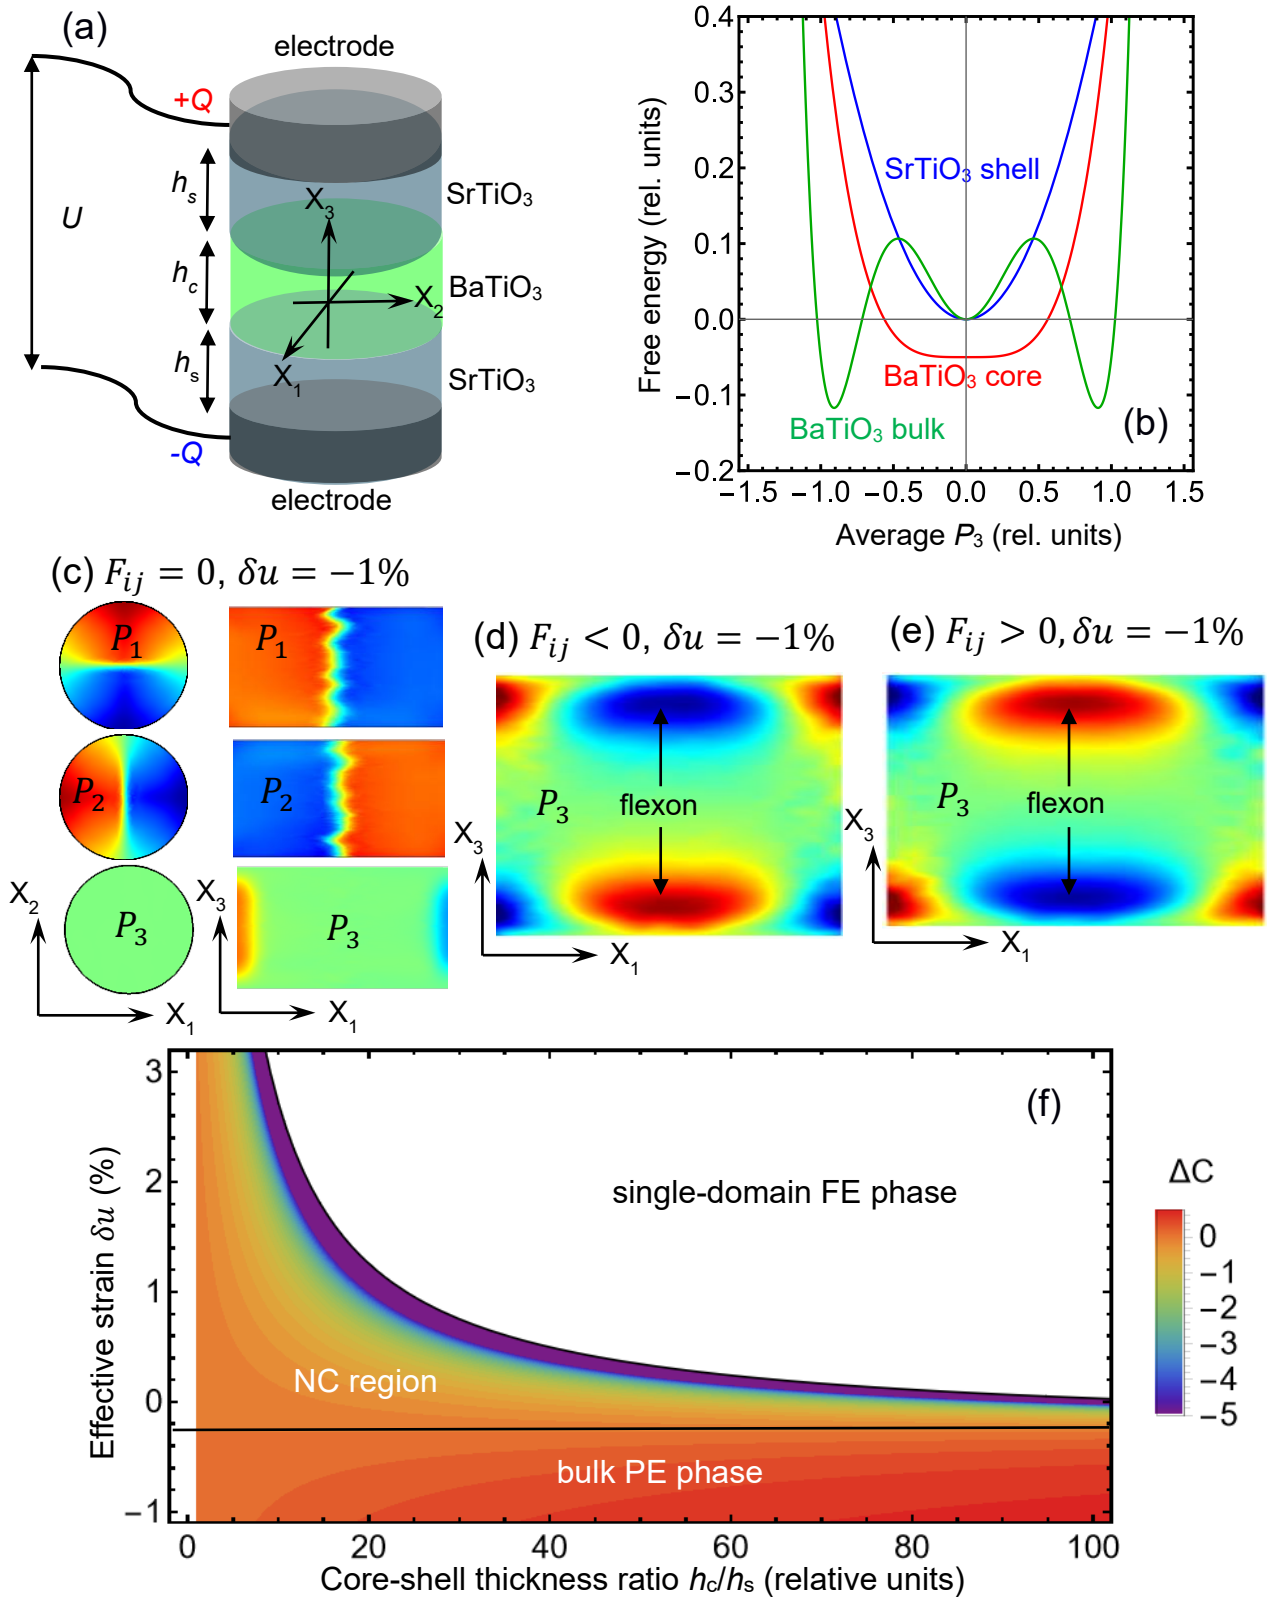 (a)
electrode
+Q
h_s
U
h_c
h_s
-Q
X_3
X_2
X_1
SrTiO₃
BaTiO₃
SrTiO₃
electrode
Free energy (rel. units)
0.4
0.3
0.2
0.1
0.0
−0.1
−0.2
SrTiO₃ shell
BaTiO₃ core
BaTiO₃ bulk
(b)
−1.5 −1.0 −0.5 0.0 0.5 1.0 1.5
Average P₃ (rel. units)
(c) F_ij = 0, δu = −1%
P₁
P₁
P₂
P₂
P₃
P₃
X₂
X₁
X₃
X₁
(d) F_ij < 0, δu = −1%
P₃
flexon
X₃
X₁
(e) F_ij > 0, δu = −1%
P₃
flexon
X₃
X₁
(f)
Effective strain δu (%)
3
2
1
0
−1
single-domain FE phase
NC region
bulk PE phase
0 20 40 60 80 100
Core-shell thickness ratio h_c/h_s (relative units)
ΔC
0
−1
−2
−3
−4
−5